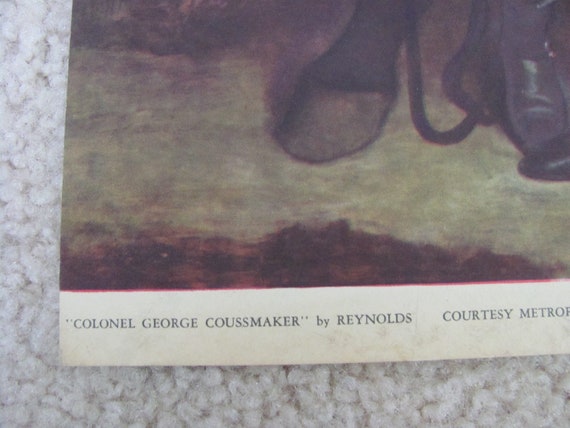 "COLONEL GEORGE COUSSMAKER" by REYNOLDS COURTESY METROP